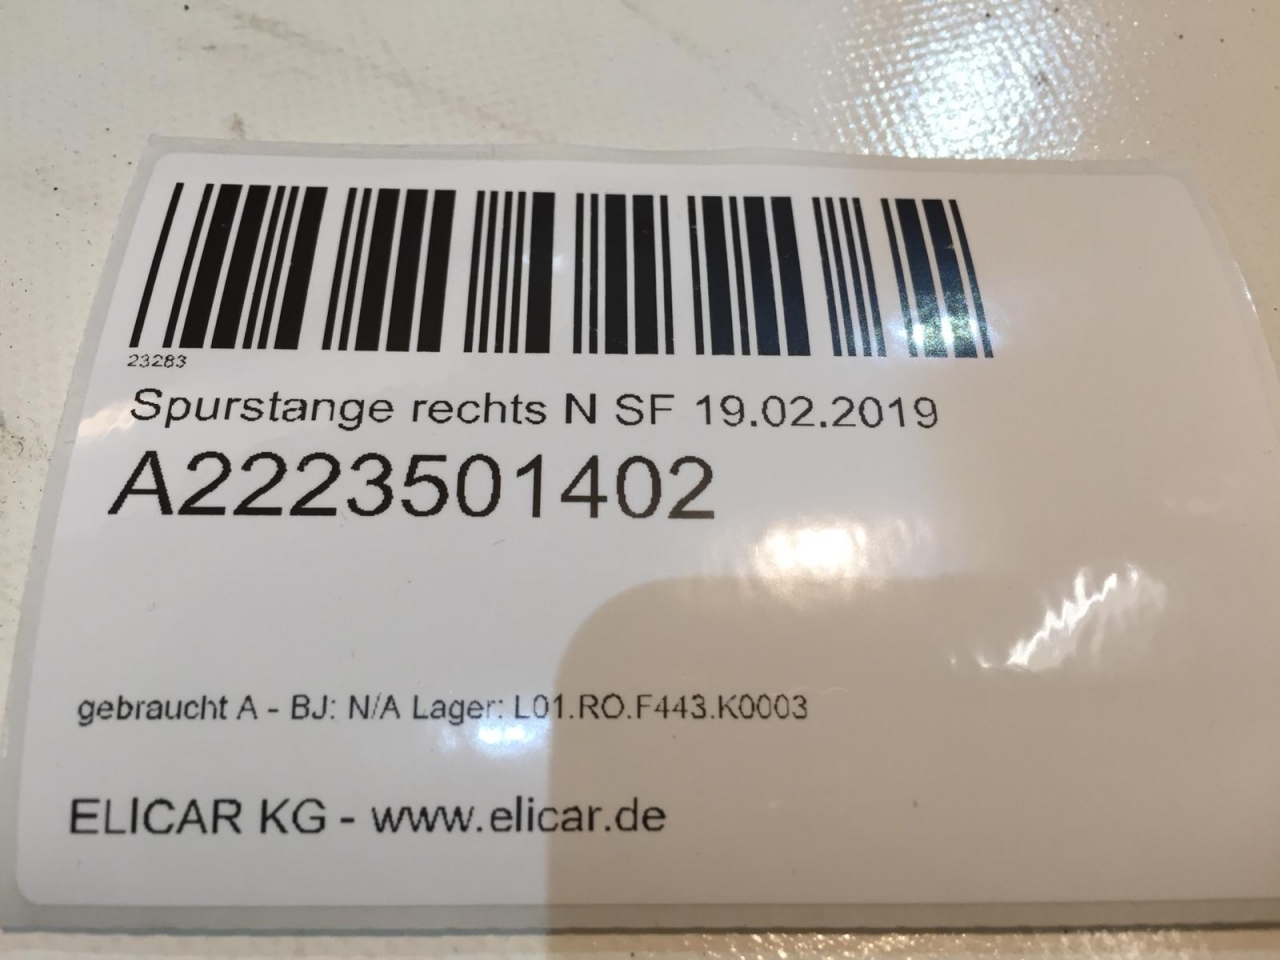 23283
Spurstange rechts N SF 19.02.2019
A2223501402
gebraucht A - BJ: N/A Lager: L01.RO.F443.K0003
ELICAR KG - www.elicar.de